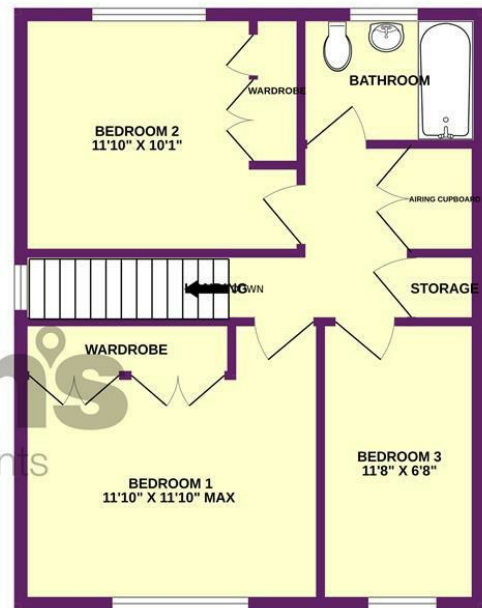 BATHROOM
WARDROBE
BEDROOM 2
11'10" X 10'1"
AIRING CUPBOARD
LANDING
STORAGE
WARDROBE
BEDROOM 1
11'10" X 11'10" MAX
BEDROOM 3
11'8" X 6'8"